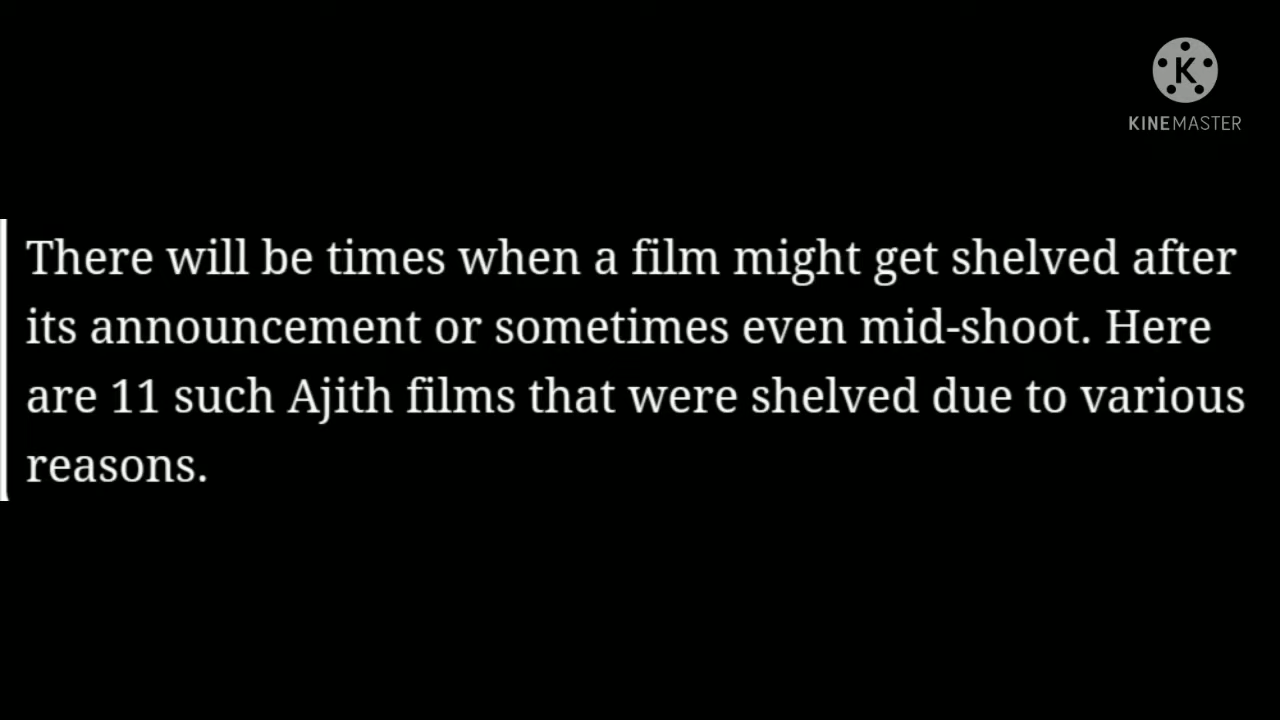 K
KINEMASTER
There will be times when a film might get shelved after
its announcement or sometimes even mid-shoot. Here
are 11 such Ajith films that were shelved due to various
reasons.